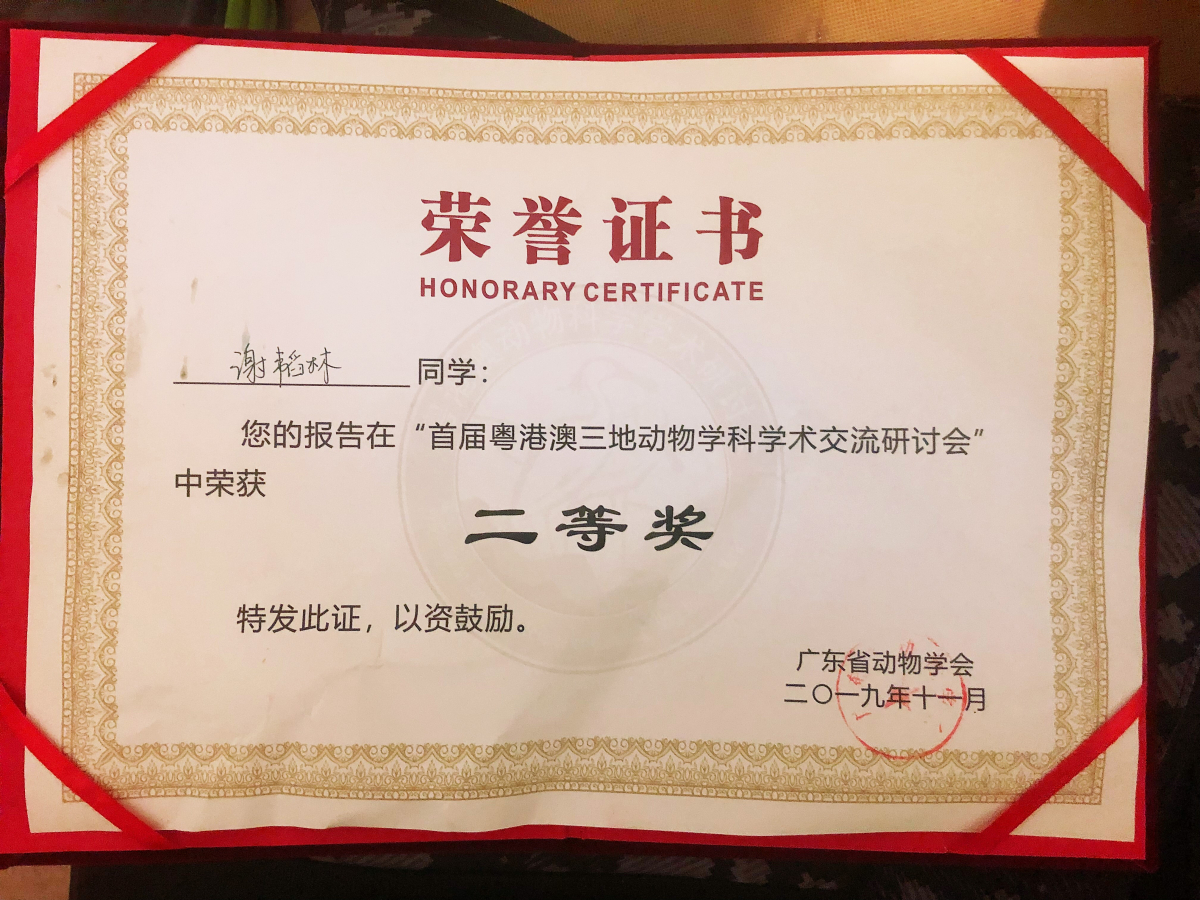 荣誉证书
HONORARY CERTIFICATE
谢韬林 同学：
您的报告在“首届粤港澳三地动物学科学术交流研讨会”
中荣获
二等奖
特发此证，以资鼓励。
广东省动物学会
二〇一九年十一月